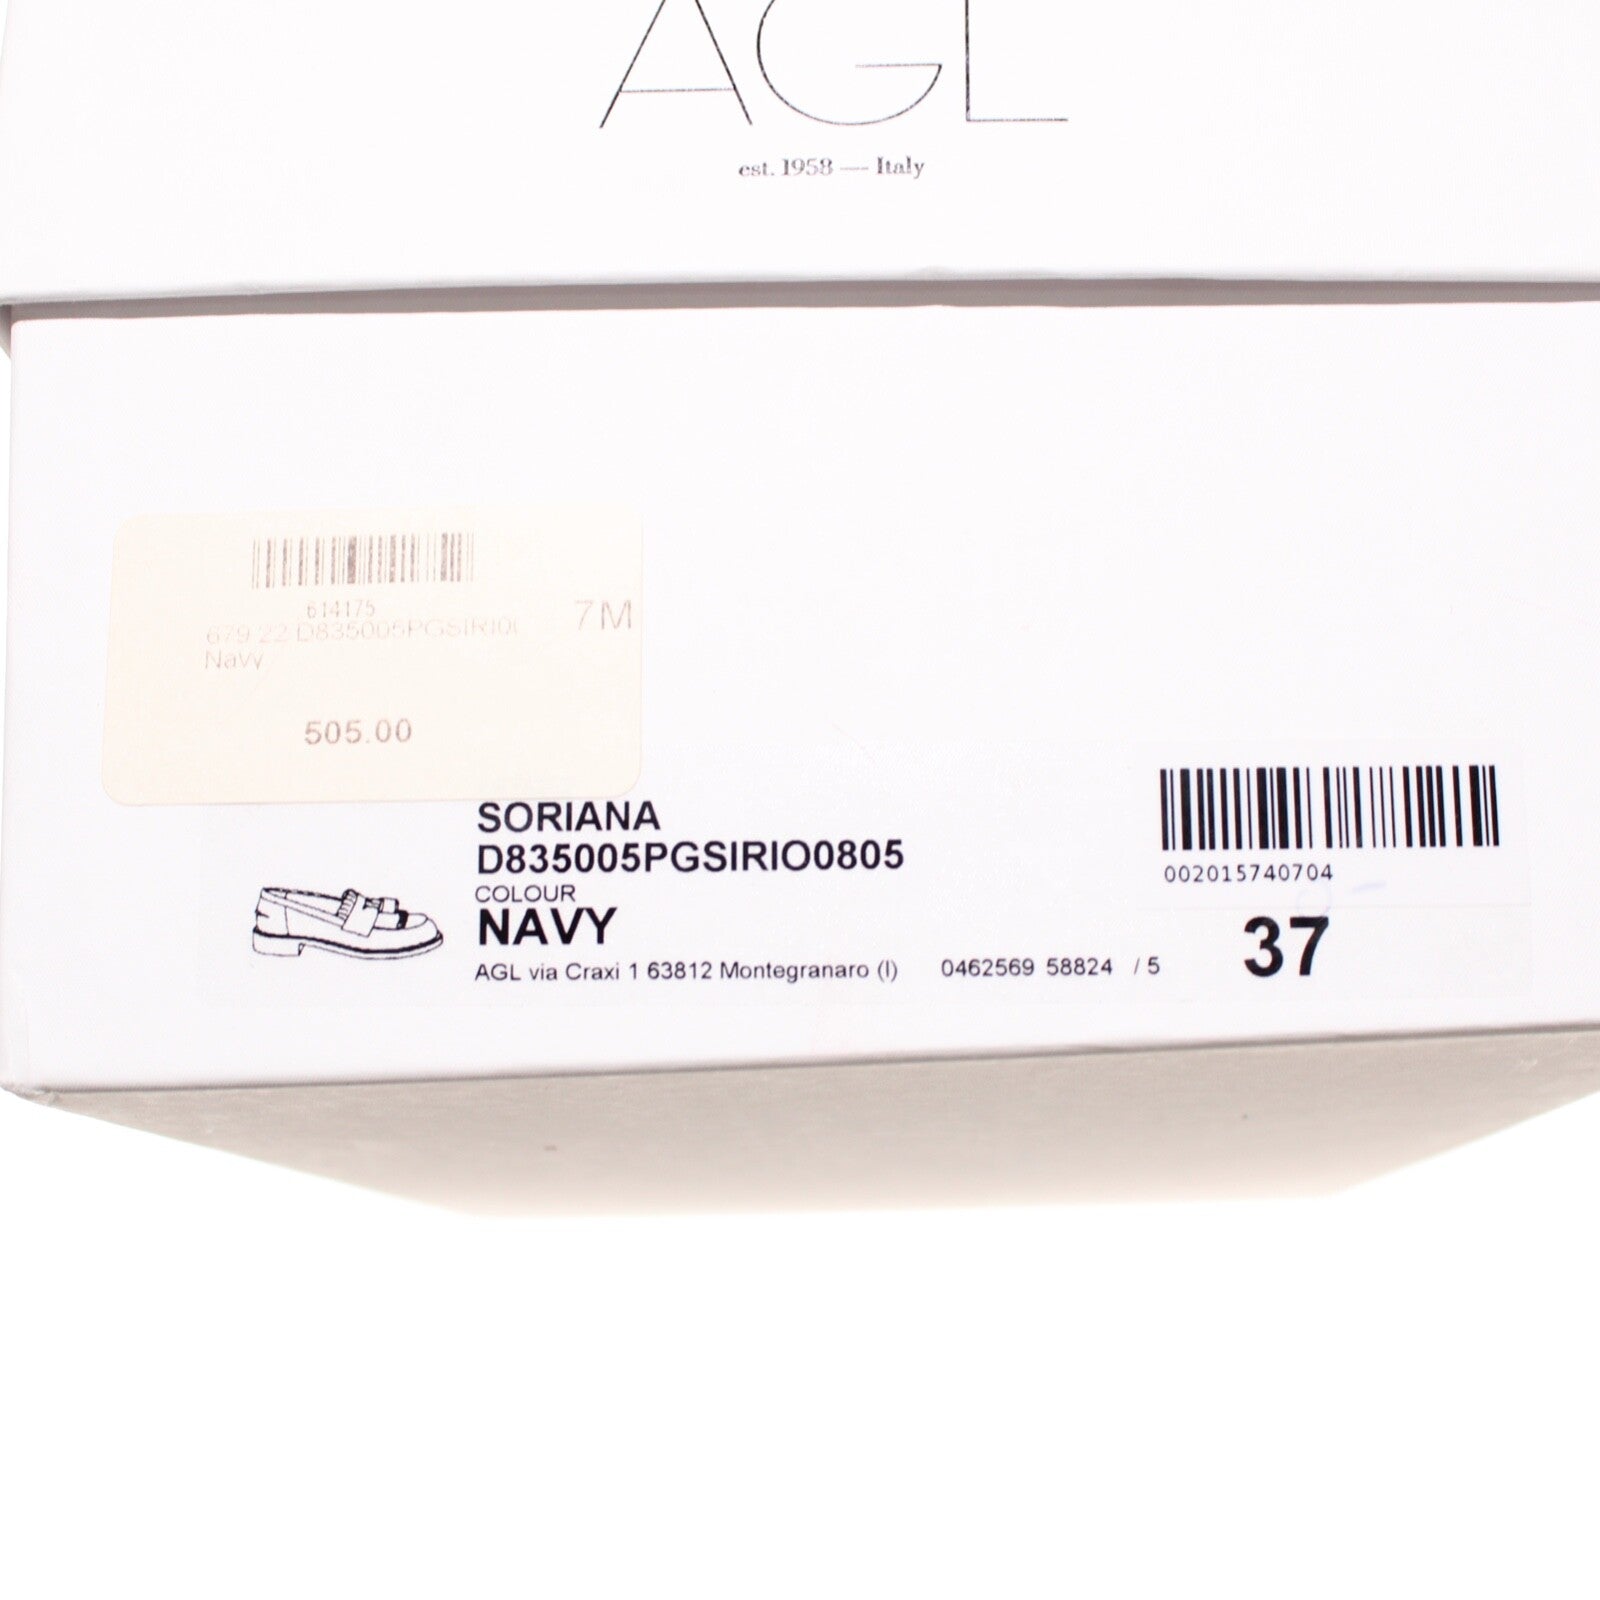 AGL
est. 1958 — Italy
614175
679 22 D835005PGSIRIO
7M
Navy
505.00
SORIANA
D835005PGSIRIO0805
COLOUR
NAVY
AGL via Craxi 1 63812 Montegranaro (I) 0462569 58824 / 5
002015740704
37